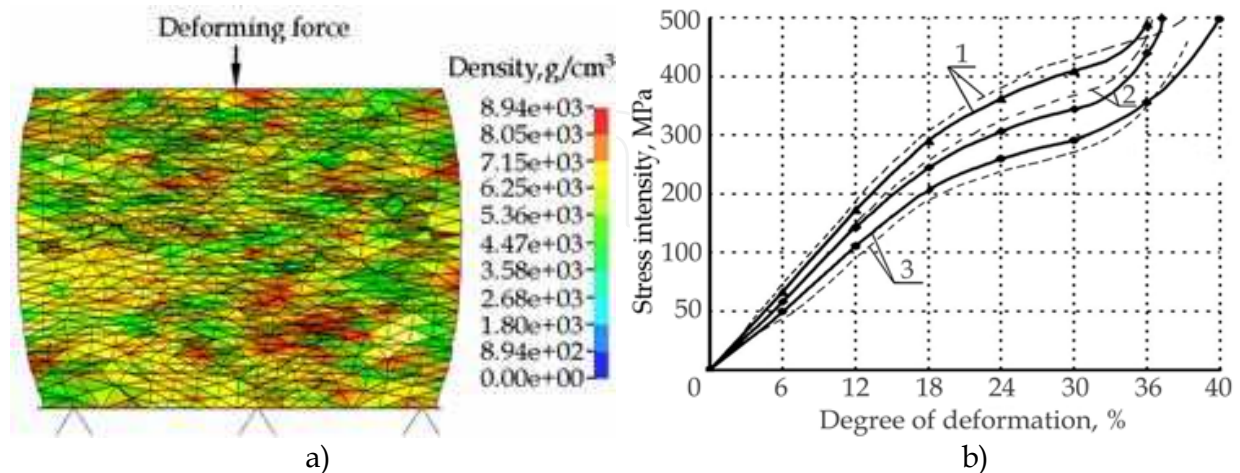 Deforming force
Density,g/cm³
8.94e+03
8.05e+03
7.15e+03
6.25e+03
5.36e+03
4.47e+03
3.58e+03
2.68e+03
1.80e+03
8.94e+02
0.00e+00
a)
Stress intensity, MPa
500
400
300
200
100
50
0
6
12
18
24
30
36
40
1
2
3
Degree of deformation, %
b)